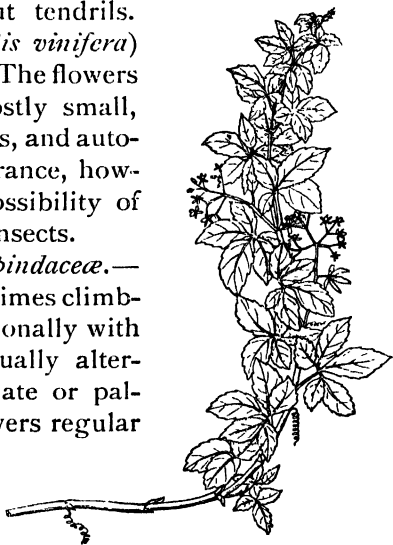 ut tendrils.
is vinifera)
The flowers
ostly small,
s, and auto-
rance, how-
ossibility of
nsects.
bindaceæ.—
imes climb-
onally with
ually alter-
ate or pal-
vers regular